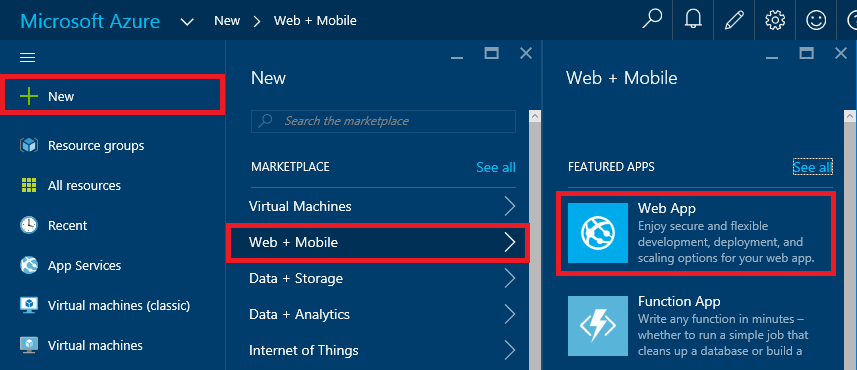 Microsoft Azure New > Web + Mobile
New
Resource groups
All resources
Recent
App Services
Virtual machines (classic)
Virtual machines
New
Search the marketplace
MARKETPLACE See all
Virtual Machines
Web + Mobile
Data + Storage
Data + Analytics
Internet of Things
Web + Mobile
FEATURED APPS See all
Web App
Enjoy secure and flexible
development, deployment, and
scaling options for your web app.
Function App
Write any function in minutes –
whether to run a simple job that
cleans up a database or build a